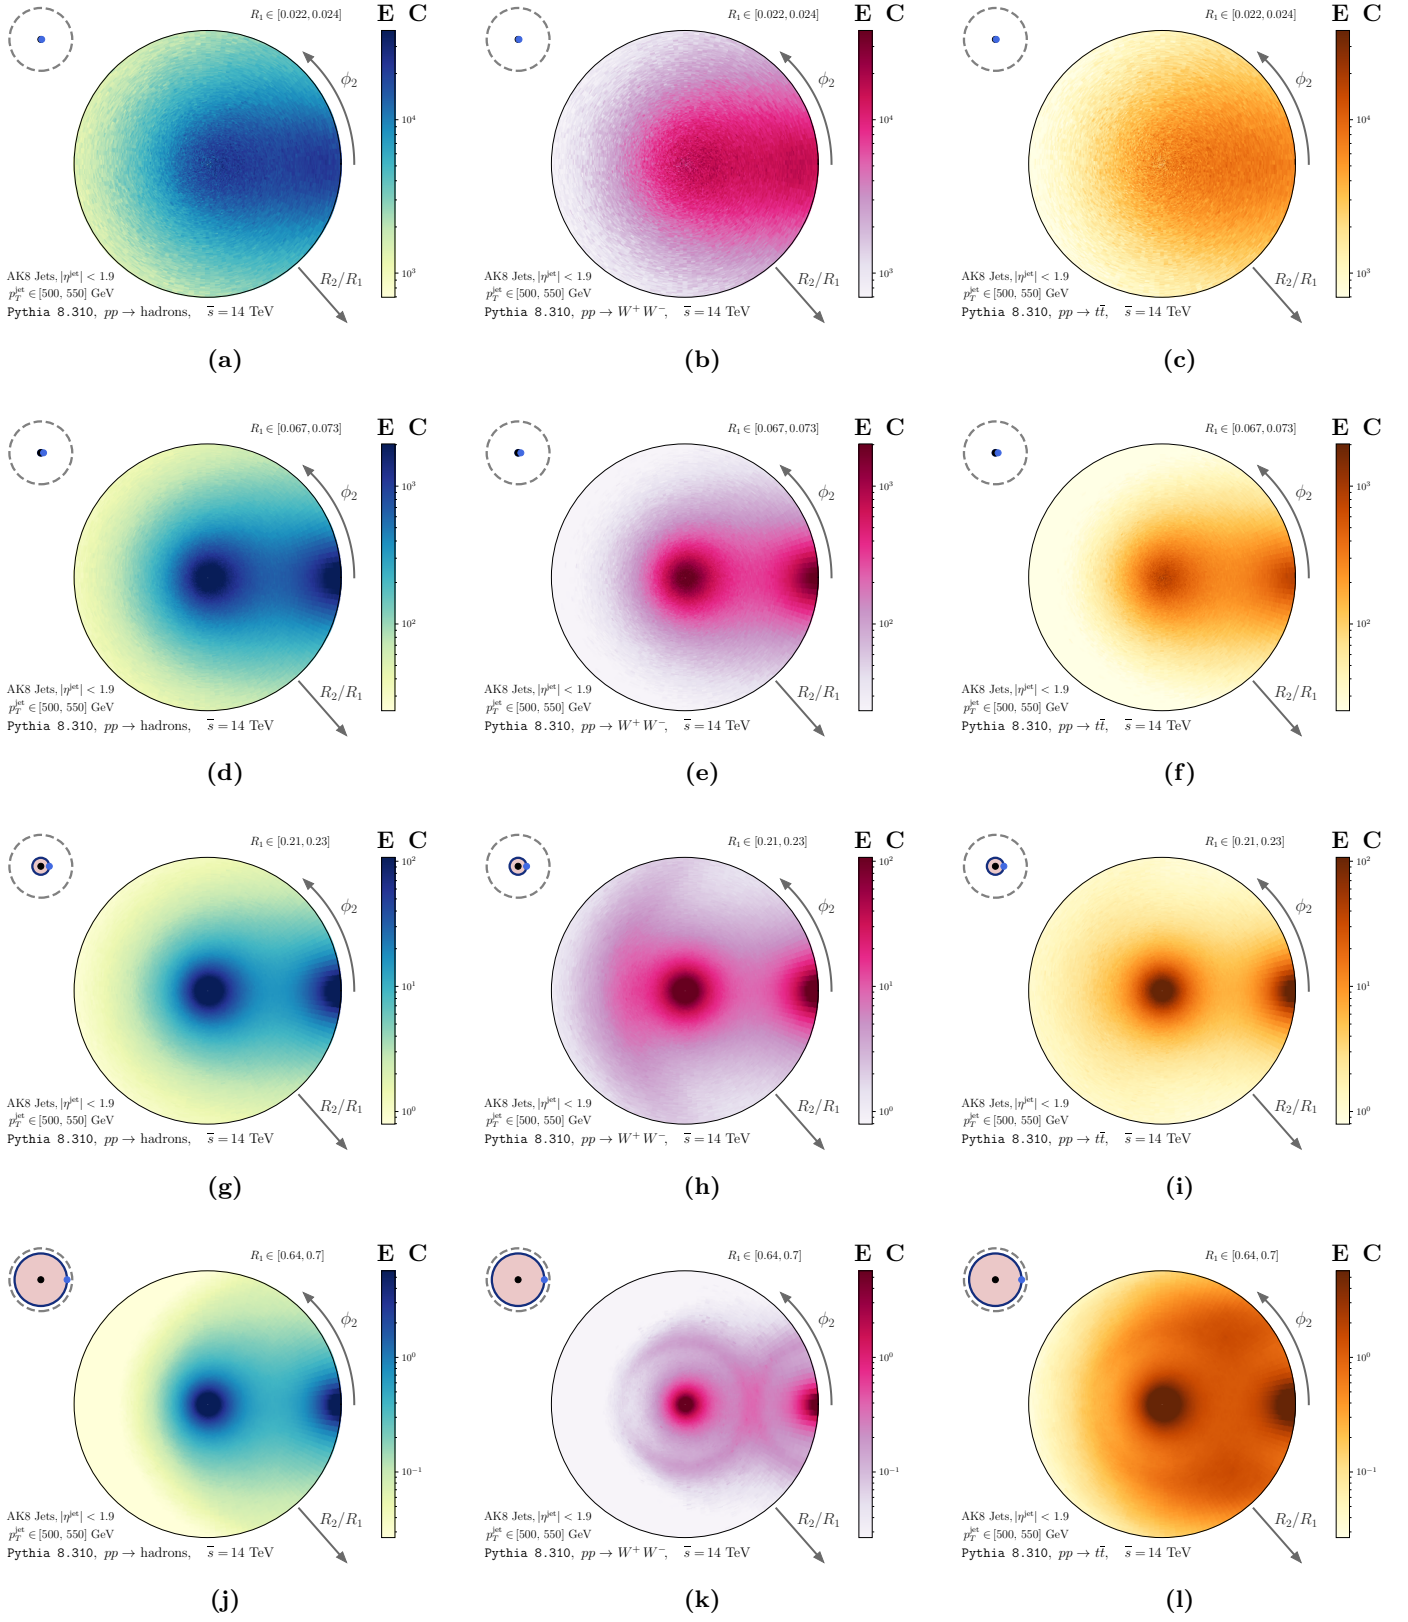 R₁ ∈ [0.022, 0.024]
E C
ϕ₂
10⁴
10³
R₂/R₁
AK8 Jets, |η^jet| < 1.9
p_T^jet ∈ [500, 550] GeV
Pythia 8.310, pp → hadrons, s̅ = 14 TeV
(a)
R₁ ∈ [0.022, 0.024]
E C
ϕ₂
10⁴
10³
R₂/R₁
AK8 Jets, |η^jet| < 1.9
p_T^jet ∈ [500, 550] GeV
Pythia 8.310, pp → W⁺W⁻, s̅ = 14 TeV
(b)
R₁ ∈ [0.022, 0.024]
E C
ϕ₂
10⁴
10³
R₂/R₁
AK8 Jets, |η^jet| < 1.9
p_T^jet ∈ [500, 550] GeV
Pythia 8.310, pp → tt̅, s̅ = 14 TeV
(c)
R₁ ∈ [0.067, 0.073]
E C
ϕ₂
10³
10²
R₂/R₁
AK8 Jets, |η^jet| < 1.9
p_T^jet ∈ [500, 550] GeV
Pythia 8.310, pp → hadrons, s̅ = 14 TeV
(d)
R₁ ∈ [0.067, 0.073]
E C
ϕ₂
10³
10²
R₂/R₁
AK8 Jets, |η^jet| < 1.9
p_T^jet ∈ [500, 550] GeV
Pythia 8.310, pp → W⁺W⁻, s̅ = 14 TeV
(e)
R₁ ∈ [0.067, 0.073]
E C
ϕ₂
10³
10²
R₂/R₁
AK8 Jets, |η^jet| < 1.9
p_T^jet ∈ [500, 550] GeV
Pythia 8.310, pp → tt̅, s̅ = 14 TeV
(f)
R₁ ∈ [0.21, 0.23]
E C
10²
ϕ₂
10¹
R₂/R₁
10⁰
AK8 Jets, |η^jet| < 1.9
p_T^jet ∈ [500, 550] GeV
Pythia 8.310, pp → hadrons, s̅ = 14 TeV
(g)
R₁ ∈ [0.21, 0.23]
E C
10²
ϕ₂
10¹
R₂/R₁
10⁰
AK8 Jets, |η^jet| < 1.9
p_T^jet ∈ [500, 550] GeV
Pythia 8.310, pp → W⁺W⁻, s̅ = 14 TeV
(h)
R₁ ∈ [0.21, 0.23]
E C
10²
ϕ₂
10¹
R₂/R₁
10⁰
AK8 Jets, |η^jet| < 1.9
p_T^jet ∈ [500, 550] GeV
Pythia 8.310, pp → tt̅, s̅ = 14 TeV
(i)
R₁ ∈ [0.64, 0.7]
E C
ϕ₂
10⁰
10⁻¹
R₂/R₁
AK8 Jets, |η^jet| < 1.9
p_T^jet ∈ [500, 550] GeV
Pythia 8.310, pp → hadrons, s̅ = 14 TeV
(j)
R₁ ∈ [0.64, 0.7]
E C
ϕ₂
10⁰
10⁻¹
R₂/R₁
AK8 Jets, |η^jet| < 1.9
p_T^jet ∈ [500, 550] GeV
Pythia 8.310, pp → W⁺W⁻, s̅ = 14 TeV
(k)
R₁ ∈ [0.64, 0.7]
E C
ϕ₂
10⁰
10⁻¹
R₂/R₁
AK8 Jets, |η^jet| < 1.9
p_T^jet ∈ [500, 550] GeV
Pythia 8.310, pp → tt̅, s̅ = 14 TeV
(l)